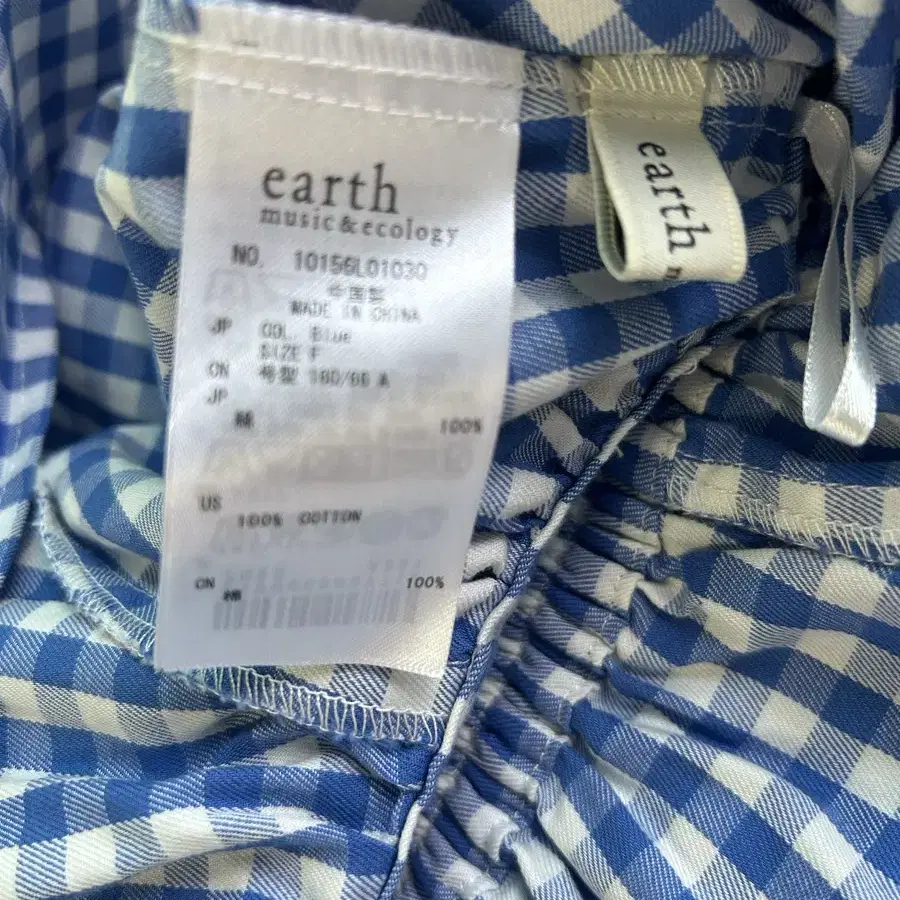 earth
music&ecology
NO. 10156L01030
中国製
MADE IN CHINA
JP COL. Blue
SIZE F
CN 号型 160/66 A
JP
綿 100%
US
100% COTTON
CN
棉 100%
earth